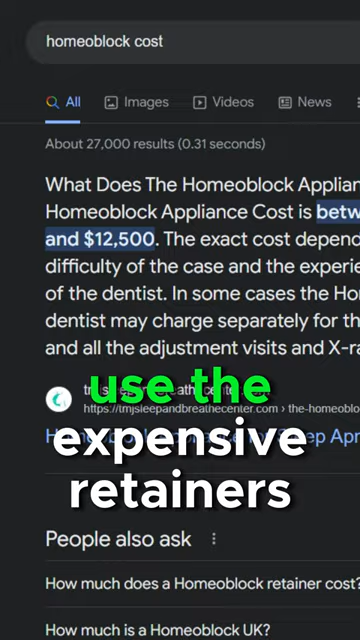 homeoblock cost
All Images Videos News
About 27,000 results (0.31 seconds)
What Does The Homeoblock Applian
Homeoblock Appliance Cost is betw
and $12,500. The exact cost depend
difficulty of the case and the experie
of the dentist. In some cases the Hom
dentist may charge separately for th
and all the adjustment visits and X-ra
use the
https://tmjsleepandbreathecenter.com › the-homeoblo
expensive
retainers
People also ask
How much does a Homeoblock retainer cost?
How much is a Homeoblock UK?